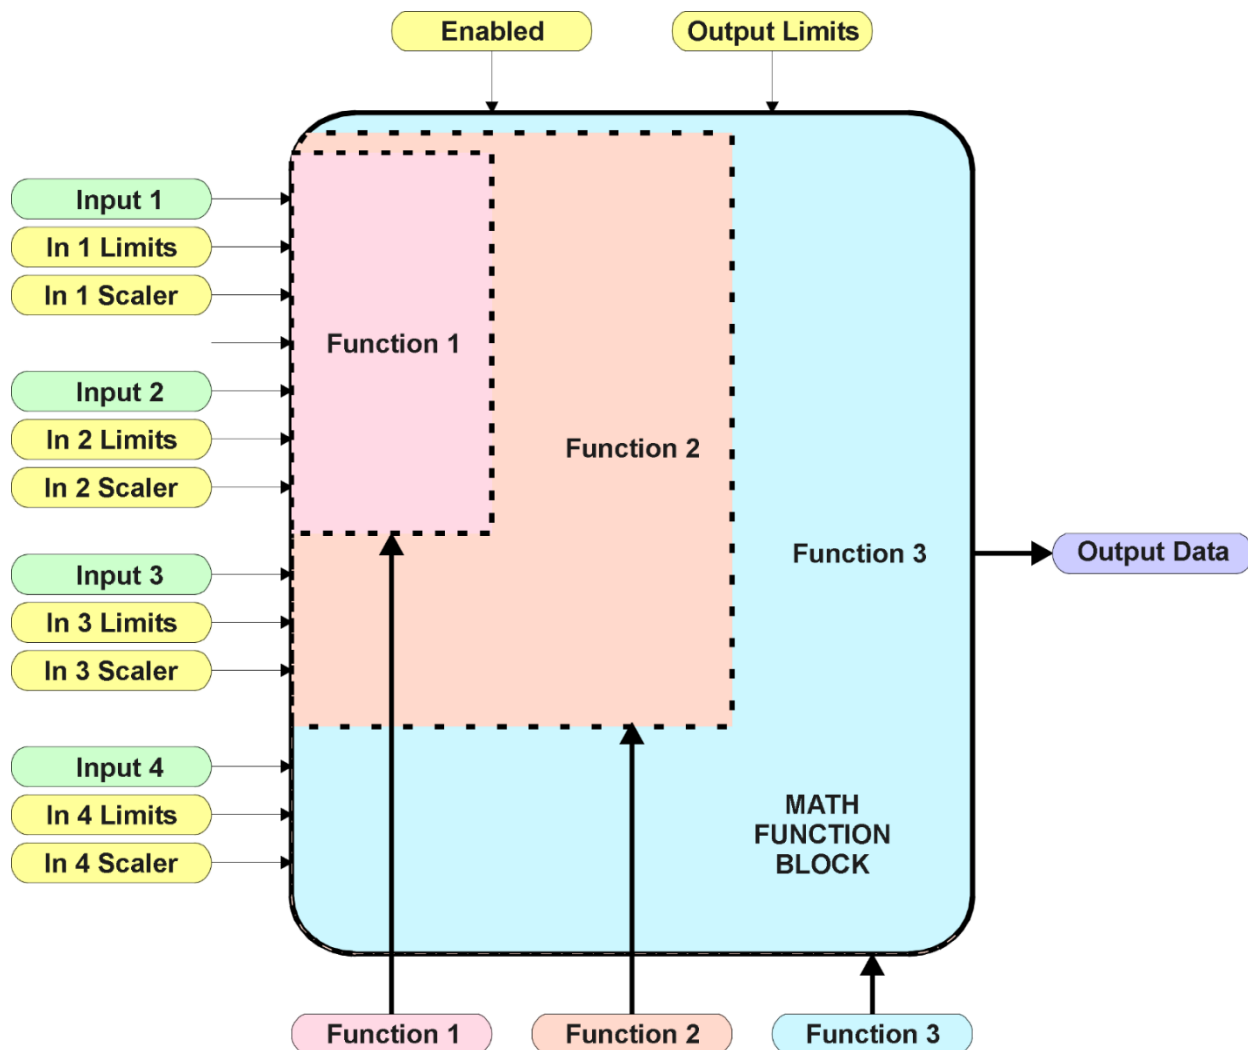 Enabled
Output Limits
Input 1
In 1 Limits
In 1 Scaler
Function 1
Input 2
In 2 Limits
In 2 Scaler
Function 2
Input 3
In 3 Limits
In 3 Scaler
Function 3
Output Data
Input 4
In 4 Limits
In 4 Scaler
MATH
FUNCTION
BLOCK
Function 1
Function 2
Function 3